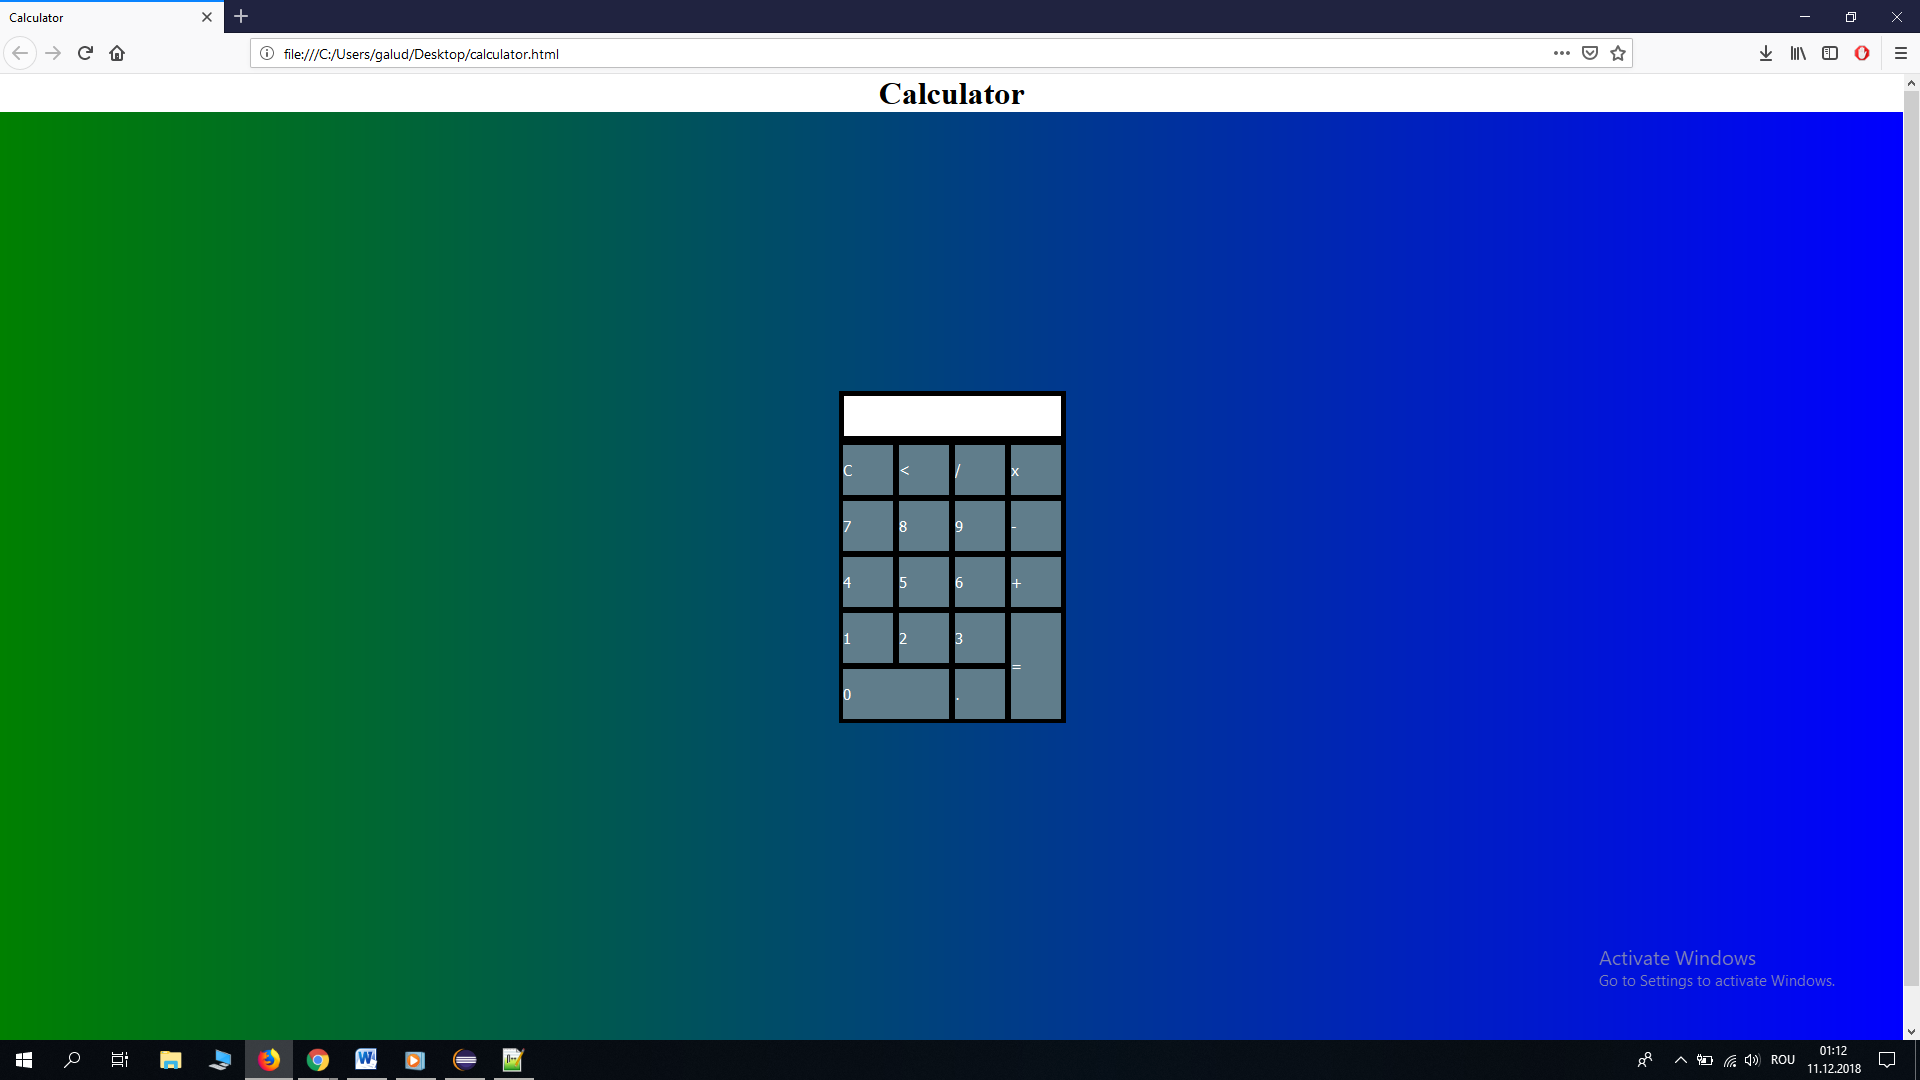 Calculator
file:///C:/Users/galud/Desktop/calculator.html
Calculator
C < / x
7 8 9 -
4 5 6 +
1 2 3
=
0 .
Activate Windows
Go to Settings to activate Windows.
ROU
01:12
11.12.2018